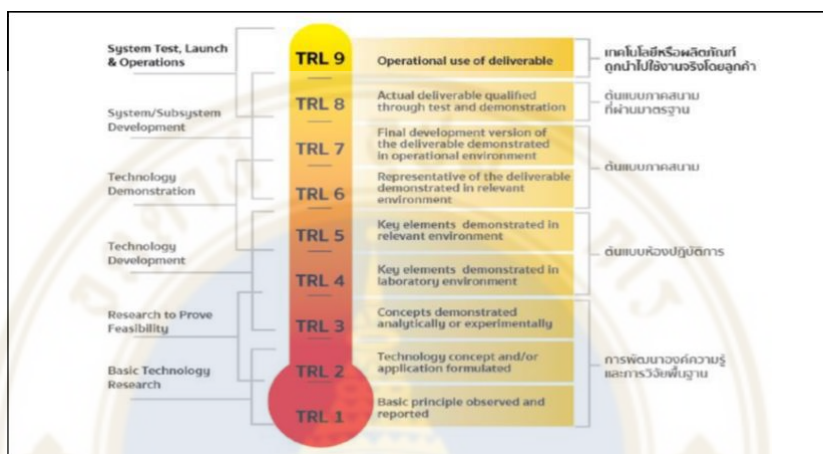 System Test, Launch
& Operations
System/Subsystem
Development
Technology
Demonstration
Technology
Development
Research to Prove
Feasibility
Basic Technology
Research
TRL 9
TRL 8
TRL 7
TRL 6
TRL 5
TRL 4
TRL 3
TRL 2
TRL 1
Operational use of deliverable
Actual deliverable qualified
through test and demonstration
Final development version of
the deliverable demonstrated
in operational environment
Representative of the deliverable
demonstrated in relevant
environment
Key elements demonstrated in
relevant environment
Key elements demonstrated in
laboratory environment
Concepts demonstrated
analytically or experimentally
Technology concept and/or
application formulated
Basic principle observed and
reported
เทคโนโลยีหรือผลิตภัณฑ์
ถูกนำไปใช้งานจริงโดยลูกค้า
ต้นแบบภาคสนาม
ที่ผ่านมาตรฐาน
ต้นแบบภาคสนาม
ต้นแบบห้องปฏิบัติการ
การพัฒนาองค์ความรู้
และการวิจัยพื้นฐาน